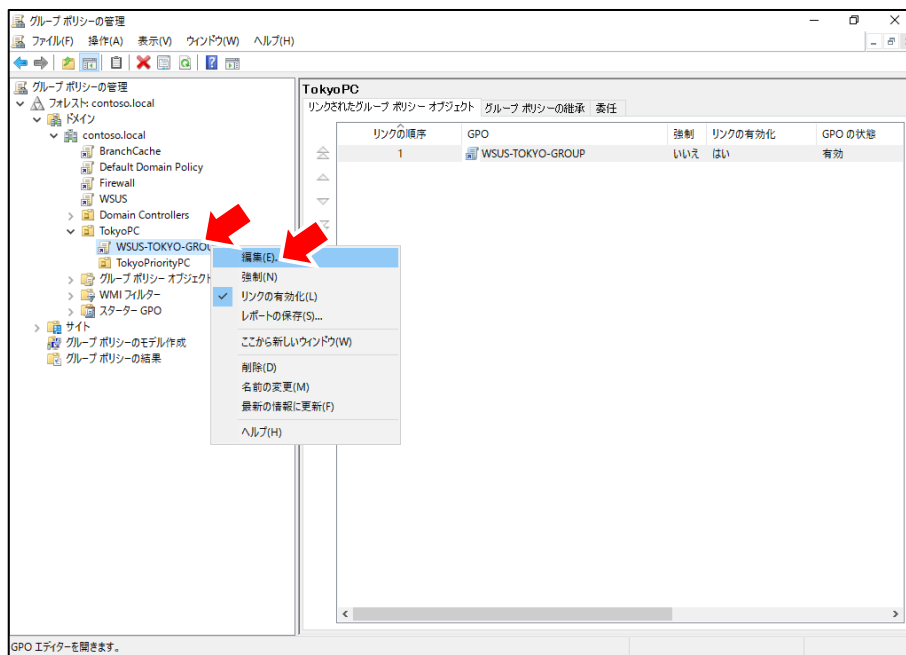 グループ ポリシーの管理
ファイル(F) 操作(A) 表示(V) ウィンドウ(W) ヘルプ(H)
グループ ポリシーの管理
フォレスト: contoso.local
ドメイン
contoso.local
BranchCache
Default Domain Policy
Firewall
WSUS
Domain Controllers
TokyoPC
WSUS-TOKYO-GROU
TokyoPriorityPC
グループ ポリシー オブジェクト
WMI フィルター
スターター GPO
サイト
グループ ポリシーのモデル作成
グループ ポリシーの結果
編集(E)...
強制(N)
リンクの有効化(L)
レポートの保存(S)...
ここから新しいウィンドウ(W)
削除(D)
名前の変更(M)
最新の情報に更新(F)
ヘルプ(H)
TokyoPC
リンクされたグループ ポリシー オブジェクト グループ ポリシーの継承 委任
リンクの順序 GPO 強制 リンクの有効化 GPO の状態
1 WSUS-TOKYO-GROUP いいえ はい 有効
GPO エディターを開きます。